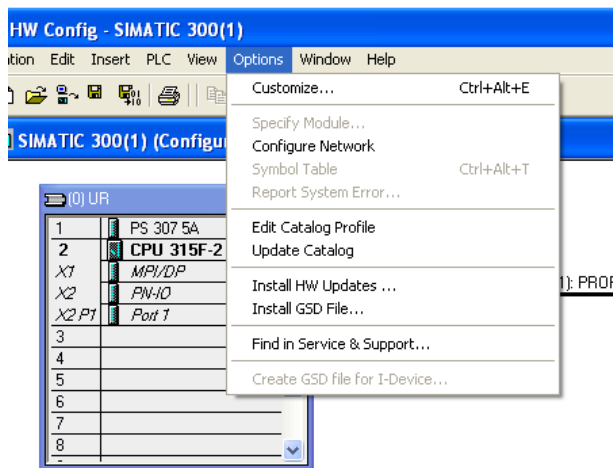 HW Config - SIMATIC 300(1)
Edit Insert PLC View Options Window Help
Customize... Ctrl+Alt+E
Specify Module...
SIMATIC 300(1) (Configu
Configure Network
Symbol Table Ctrl+Alt+T
Report System Error...
(0) UR
1 PS 307 5A
Edit Catalog Profile
2 CPU 315F-2
Update Catalog
X1 MPI/DP
Install HW Updates ...
1): PROF
X2 PN-IO
X2 P1 Port 1
Install GSD File...
3
Find in Service & Support...
4
5
Create GSD file for I-Device...
6
7
8